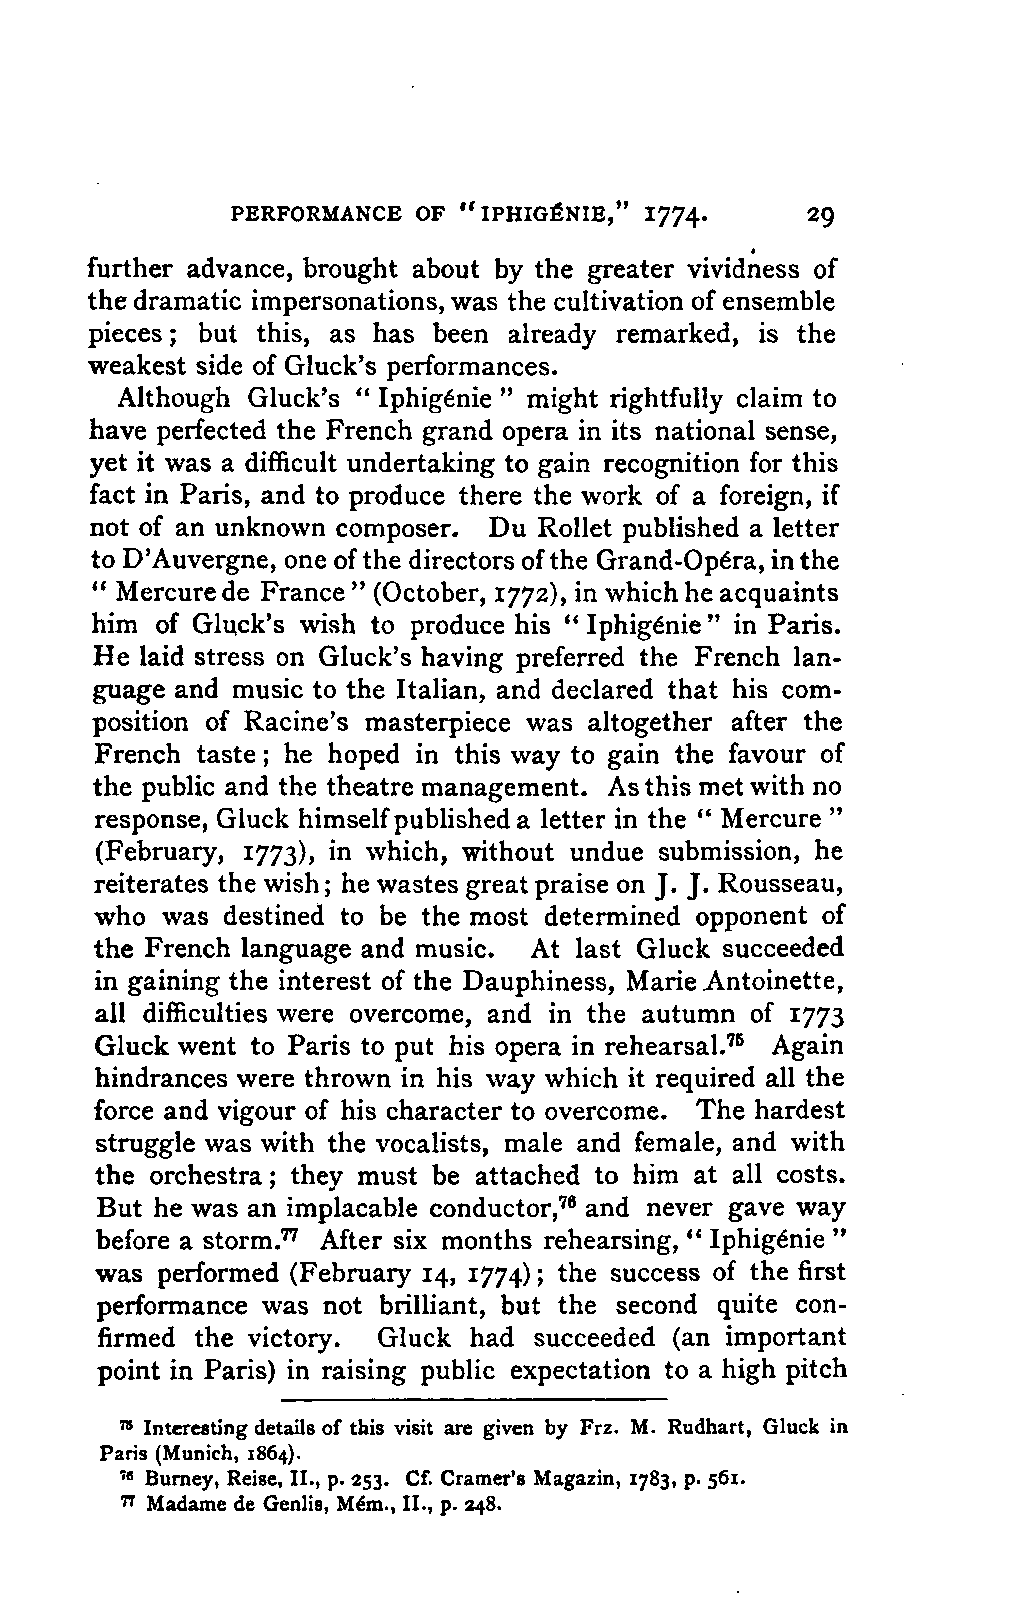 PERFORMANCE OF "IPHIGÉNIE," 1774. 29
further advance, brought about by the greater vividness of
the dramatic impersonations, was the cultivation of ensemble
pieces; but this, as has been already remarked, is the
weakest side of Gluck's performances.
Although Gluck's "Iphigénie" might rightfully claim to
have perfected the French grand opera in its national sense,
yet it was a difficult undertaking to gain recognition for this
fact in Paris, and to produce there the work of a foreign, if
not of an unknown composer. Du Rollet published a letter
to D'Auvergne, one of the directors of the Grand-Opéra, in the
"Mercure de France" (October, 1772), in which he acquaints
him of Gluck's wish to produce his "Iphigénie" in Paris.
He laid stress on Gluck's having preferred the French lan-
guage and music to the Italian, and declared that his com-
position of Racine's masterpiece was altogether after the
French taste; he hoped in this way to gain the favour of
the public and the theatre management. As this met with no
response, Gluck himself published a letter in the "Mercure"
(February, 1773), in which, without undue submission, he
reiterates the wish; he wastes great praise on J. J. Rousseau,
who was destined to be the most determined opponent of
the French language and music. At last Gluck succeeded
in gaining the interest of the Dauphiness, Marie Antoinette,
all difficulties were overcome, and in the autumn of 1773
Gluck went to Paris to put his opera in rehearsal.⁷⁵ Again
hindrances were thrown in his way which it required all the
force and vigour of his character to overcome. The hardest
struggle was with the vocalists, male and female, and with
the orchestra; they must be attached to him at all costs.
But he was an implacable conductor,⁷⁶ and never gave way
before a storm.⁷⁷ After six months rehearsing, "Iphigénie"
was performed (February 14, 1774); the success of the first
performance was not brilliant, but the second quite con-
firmed the victory. Gluck had succeeded (an important
point in Paris) in raising public expectation to a high pitch
⁷⁵ Interesting details of this visit are given by Frz. M. Rudhart, Gluck in
Paris (Munich, 1864).
⁷⁶ Burney, Reise, II., p. 253. Cf. Cramer's Magazin, 1783, p. 561.
⁷⁷ Madame de Genlis, Mém., II., p. 248.